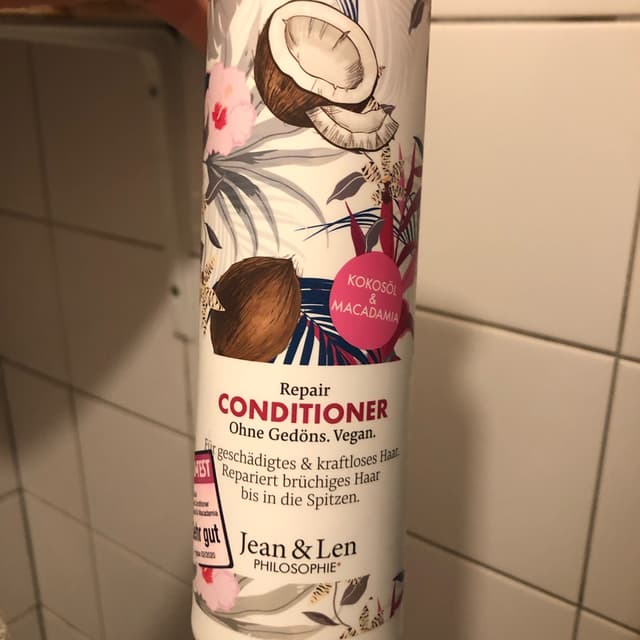 KOKOSÖL
&
MACADAMIA
Repair
CONDITIONER
Ohne Gedöns. Vegan.
Für geschädigtes & kraftloses Haar.
Repariert brüchiges Haar
bis in die Spitzen.
Jean & Len
PHILOSOPHIE